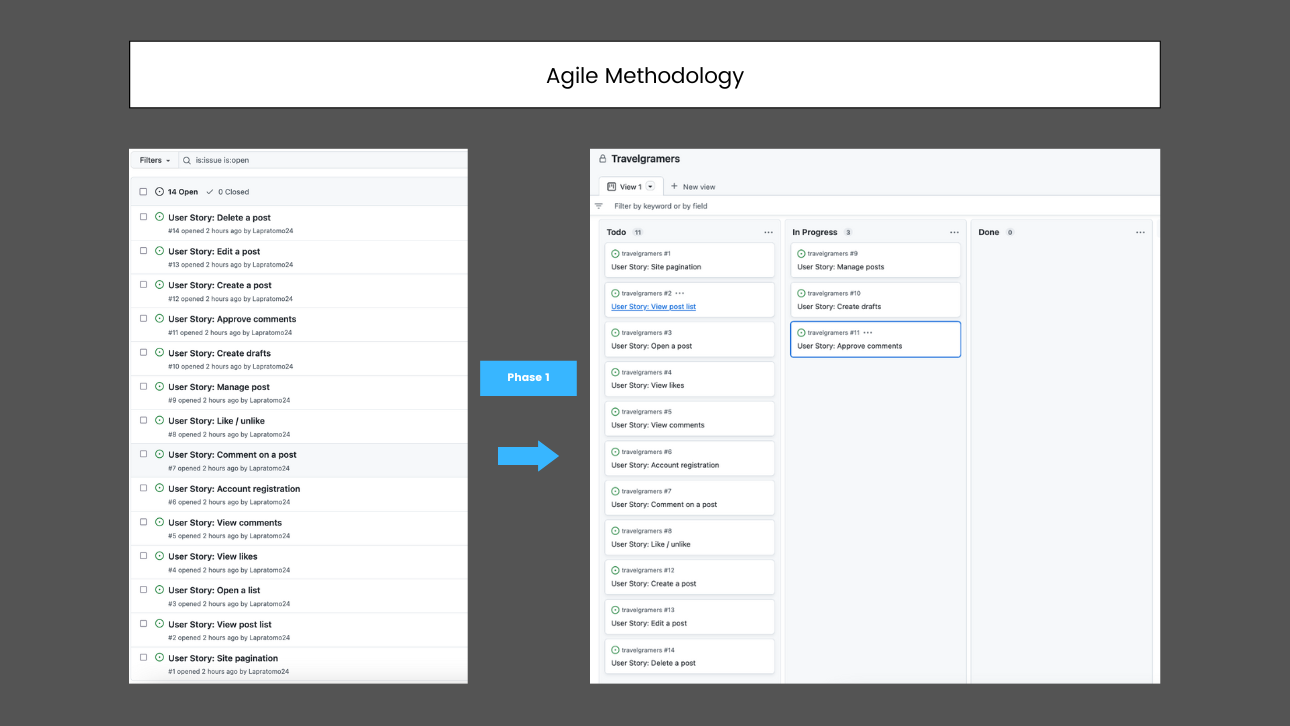 Agile Methodology
Filters
is:issue is:open
14 Open 0 Closed
User Story: Delete a post
#14 opened 2 hours ago by Lapratomo24
User Story: Edit a post
#13 opened 2 hours ago by Lapratomo24
User Story: Create a post
#12 opened 2 hours ago by Lapratomo24
User Story: Approve comments
#11 opened 2 hours ago by Lapratomo24
User Story: Create drafts
#10 opened 2 hours ago by Lapratomo24
User Story: Manage post
#9 opened 2 hours ago by Lapratomo24
User Story: Like / unlike
#8 opened 2 hours ago by Lapratomo24
User Story: Comment on a post
#7 opened 2 hours ago by Lapratomo24
User Story: Account registration
#6 opened 2 hours ago by Lapratomo24
User Story: View comments
#5 opened 2 hours ago by Lapratomo24
User Story: View likes
#4 opened 2 hours ago by Lapratomo24
User Story: Open a list
#3 opened 2 hours ago by Lapratomo24
User Story: View post list
#2 opened 2 hours ago by Lapratomo24
User Story: Site pagination
#1 opened 2 hours ago by Lapratomo24
Phase 1
Travelgramers
View 1
New view
Filter by keyword or by field
Todo 11
travelgramers #1
User Story: Site pagination
travelgramers #2
User Story: View post list
travelgramers #3
User Story: Open a post
travelgramers #4
User Story: View likes
travelgramers #5
User Story: View comments
travelgramers #6
User Story: Account registration
travelgramers #7
User Story: Comment on a post
travelgramers #8
User Story: Like / unlike
travelgramers #12
User Story: Create a post
travelgramers #13
User Story: Edit a post
travelgramers #14
User Story: Delete a post
In Progress 3
travelgramers #9
User Story: Manage posts
travelgramers #10
User Story: Create drafts
travelgramers #11
User Story: Approve comments
Done 0